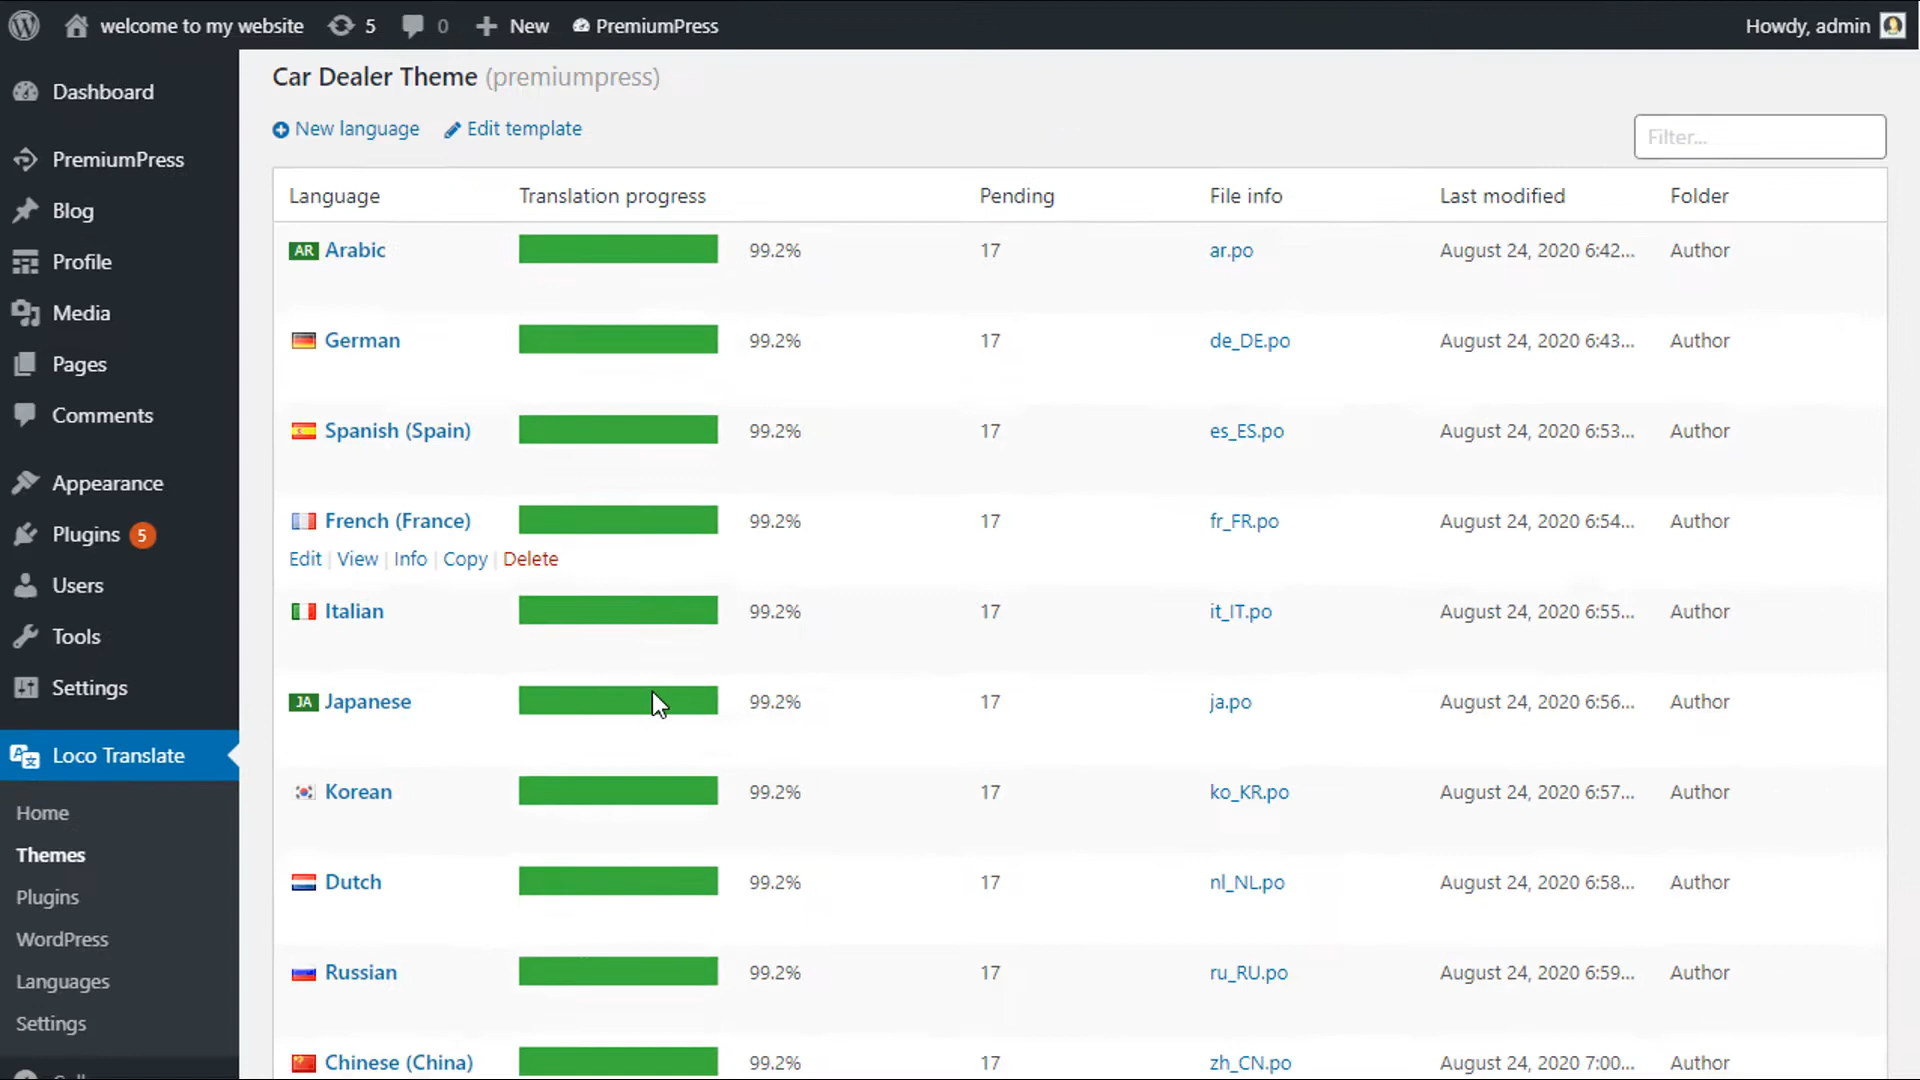 welcome to my website 5 0 New PremiumPress Howdy, admin
Dashboard
PremiumPress
Blog
Profile
Media
Pages
Comments
Appearance
Plugins 5
Users
Tools
Settings
Loco Translate
Home
Themes
Plugins
WordPress
Languages
Settings
Car Dealer Theme (premiumpress)
New language Edit template Filter...
Language Translation progress Pending File info Last modified Folder
AR Arabic 99.2% 17 ar.po August 24, 2020 6:42... Author
German 99.2% 17 de_DE.po August 24, 2020 6:43... Author
Spanish (Spain) 99.2% 17 es_ES.po August 24, 2020 6:53... Author
French (France) 99.2% 17 fr_FR.po August 24, 2020 6:54... Author
Edit | View | Info | Copy | Delete
Italian 99.2% 17 it_IT.po August 24, 2020 6:55... Author
JA Japanese 99.2% 17 ja.po August 24, 2020 6:56... Author
Korean 99.2% 17 ko_KR.po August 24, 2020 6:57... Author
Dutch 99.2% 17 nl_NL.po August 24, 2020 6:58... Author
Russian 99.2% 17 ru_RU.po August 24, 2020 6:59... Author
Chinese (China) 99.2% 17 zh_CN.po August 24, 2020 7:00... Author